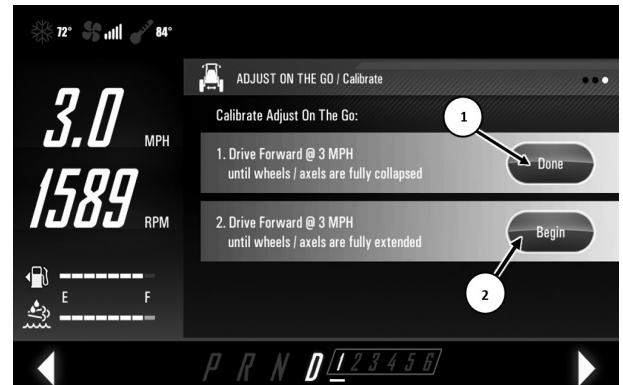 72° 84°
ADJUST ON THE GO / Calibrate
3.0 MPH
1589 RPM
E F
Calibrate Adjust On The Go:
1
1. Drive Forward @ 3 MPH
until wheels / axels are fully collapsed
Done
2. Drive Forward @ 3 MPH
until wheels / axels are fully extended
Begin
2
P R N D 1 2 3 4 5 6